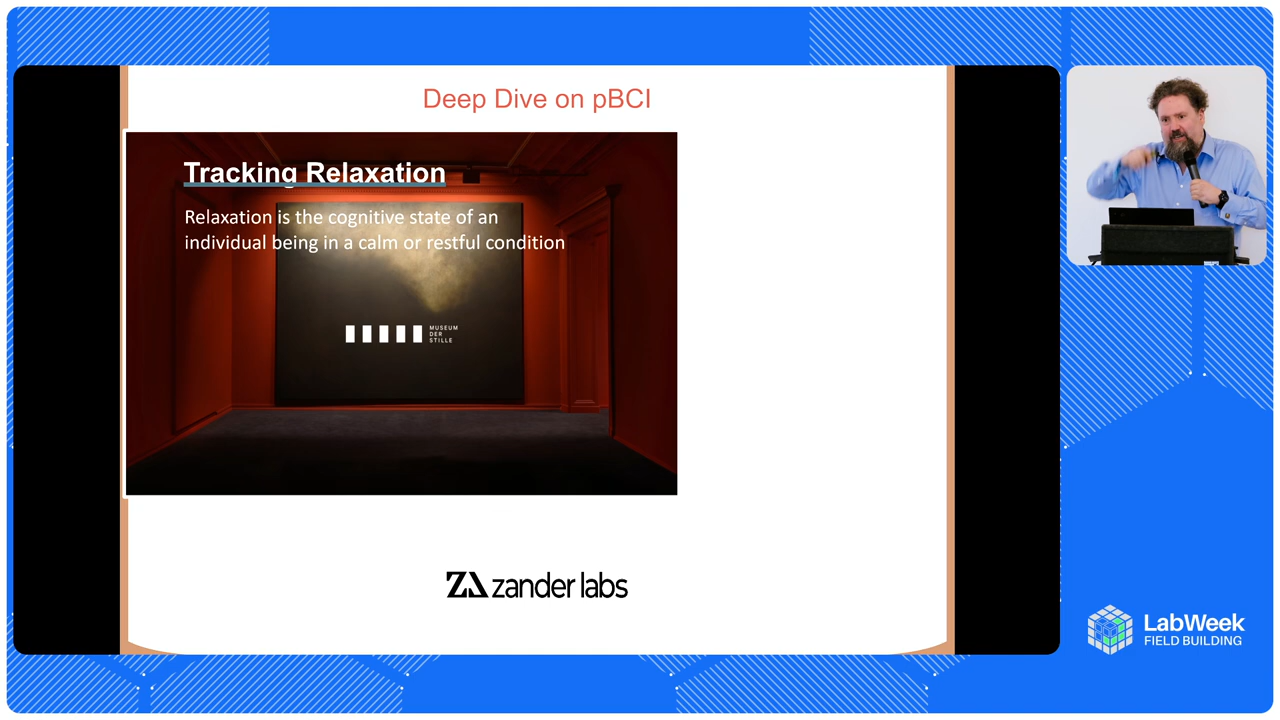 Deep Dive on pBCI
Tracking Relaxation
Relaxation is the cognitive state of an
individual being in a calm or restful condition
MUSEUM
DER
STILLE
ZA zander labs
LabWeek
FIELD BUILDING